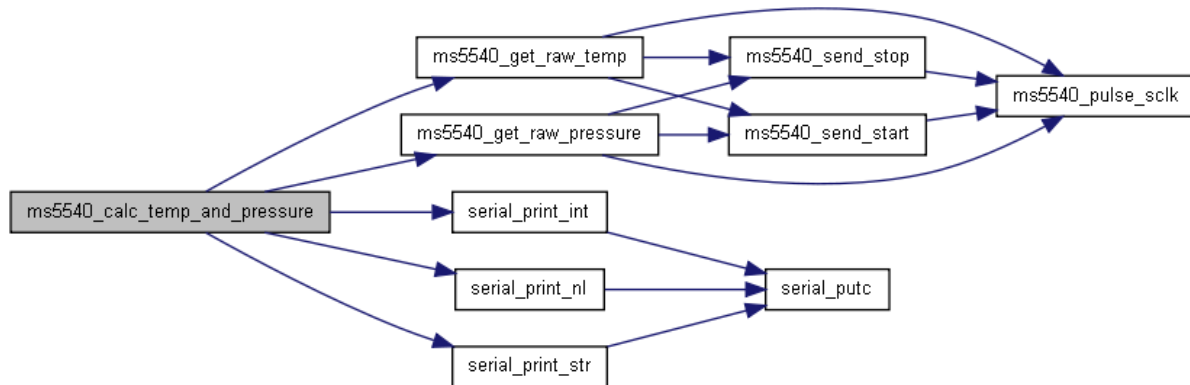 ms5540_get_raw_temp
ms5540_send_stop
ms5540_pulse_sclk
ms5540_get_raw_pressure
ms5540_send_start
ms5540_calc_temp_and_pressure
serial_print_int
serial_print_nl
serial_putc
serial_print_str